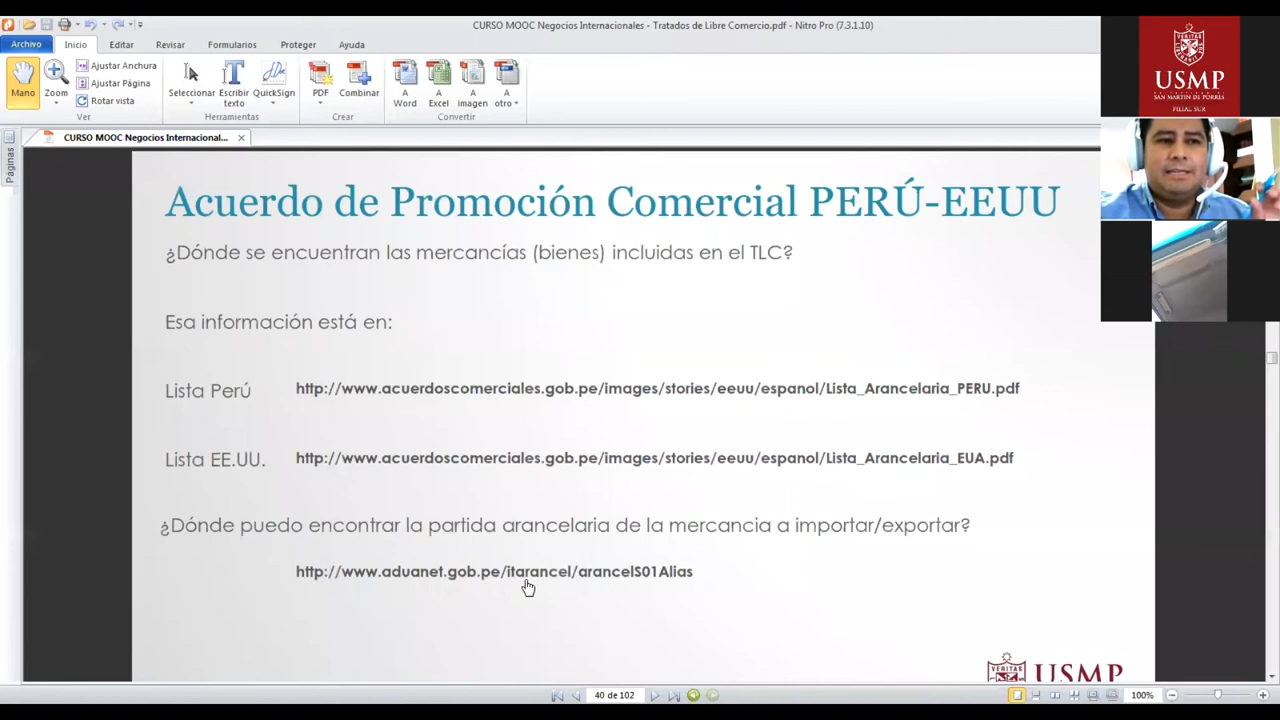 CURSO MOOC Negocios Internacionales - Tratados de Libre Comercio.pdf - Nitro Pro (7.3.1.10)
Archivo Inicio Editar Revisar Formularios Proteger Ayuda
Mano
Zoom
Ajustar Anchura
Ajustar Página
Rotar vista
Ver
Seleccionar
Escribir texto
QuickSign
Herramientas
PDF
Combinar
Crear
A Word
A Excel
A imagen
A otro
Convertir
CURSO MOOC Negocios Internacional...
Páginas
Acuerdo de Promoción Comercial PERÚ-EEUU
¿Dónde se encuentran las mercancías (bienes) incluidas en el TLC?
Esa información está en:
Lista Perú http://www.acuerdoscomerciales.gob.pe/images/stories/eeuu/espanol/Lista_Arancelaria_PERU.pdf
Lista EE.UU. http://www.acuerdoscomerciales.gob.pe/images/stories/eeuu/espanol/Lista_Arancelaria_EUA.pdf
¿Dónde puedo encontrar la partida arancelaria de la mercancia a importar/exportar?
http://www.aduanet.gob.pe/itarancel/arancelS01Alias
VERITAS
USMP
40 de 102
100%
VERITAS
USMP
SAN MARTIN DE PORRES
FILIAL SUR